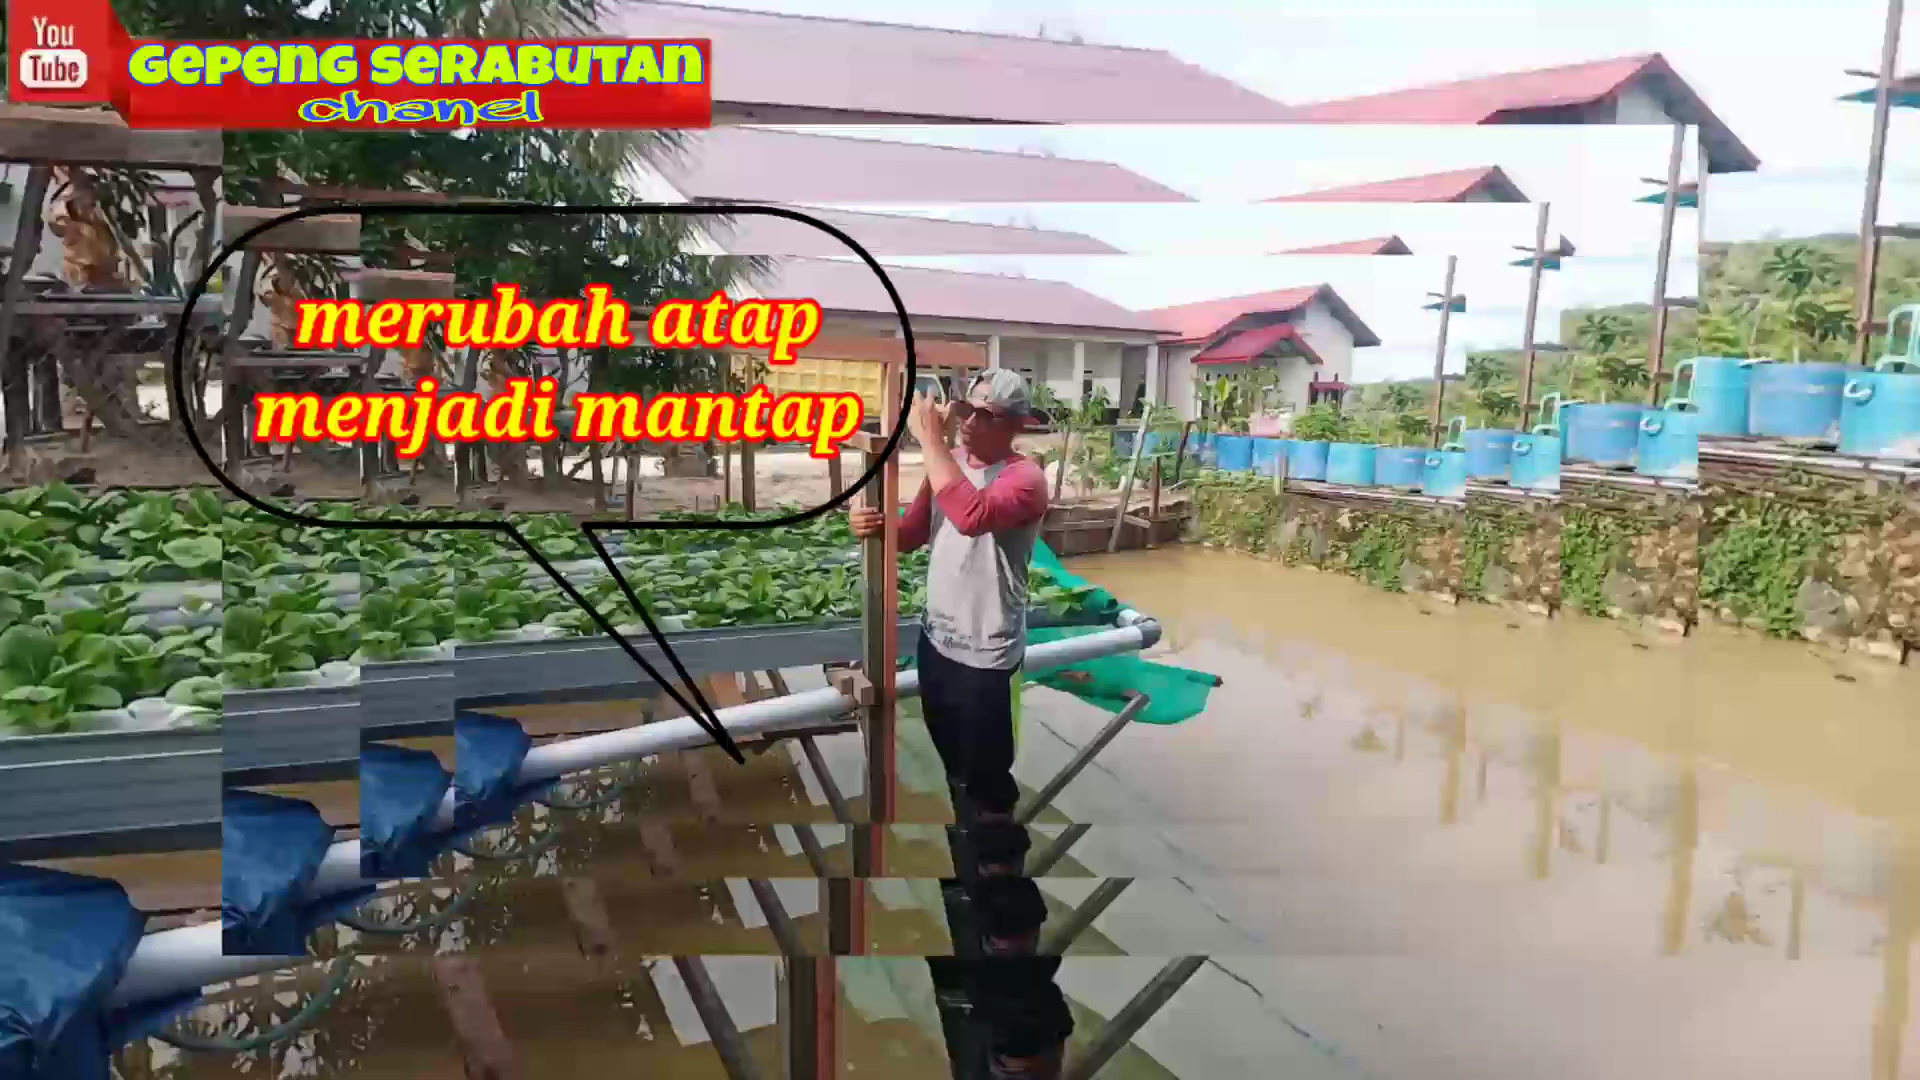 You
Tube
GEPENG SERABUTAN
chanel
merubah atap
menjadi mantap